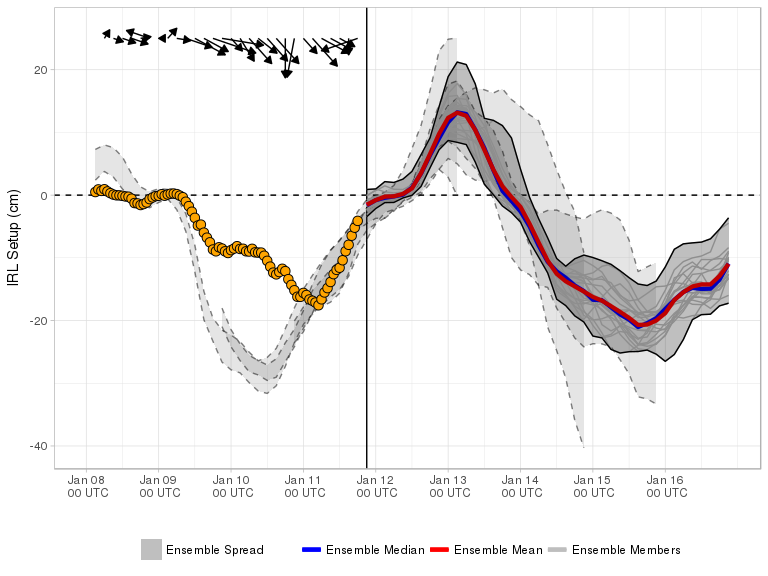 IRL Setup (cm)
20
0
-20
-40
Jan 08 Jan 09 Jan 10 Jan 11 Jan 12 Jan 13 Jan 14 Jan 15 Jan 16
00 UTC 00 UTC 00 UTC 00 UTC 00 UTC 00 UTC 00 UTC 00 UTC 00 UTC
Ensemble Spread Ensemble Median Ensemble Mean Ensemble Members